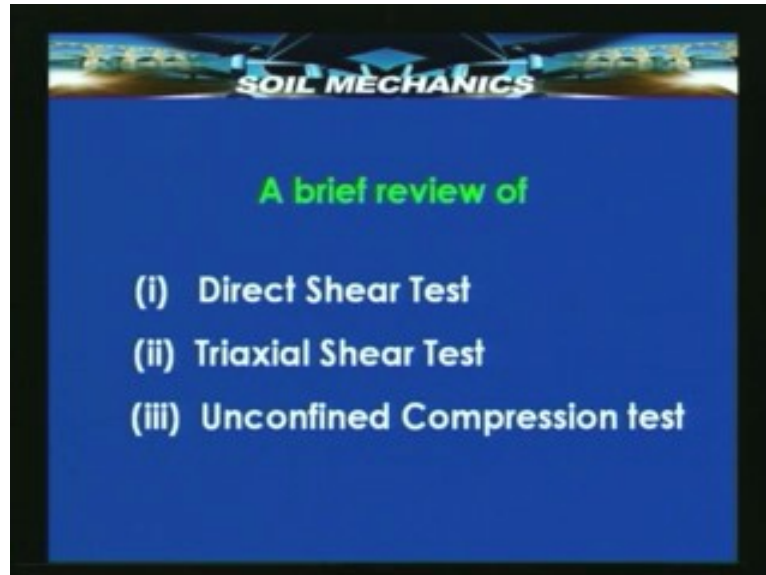 SOIL MECHANICS
A brief review of
(i) Direct Shear Test
(ii) Triaxial Shear Test
(iii) Unconfined Compression test